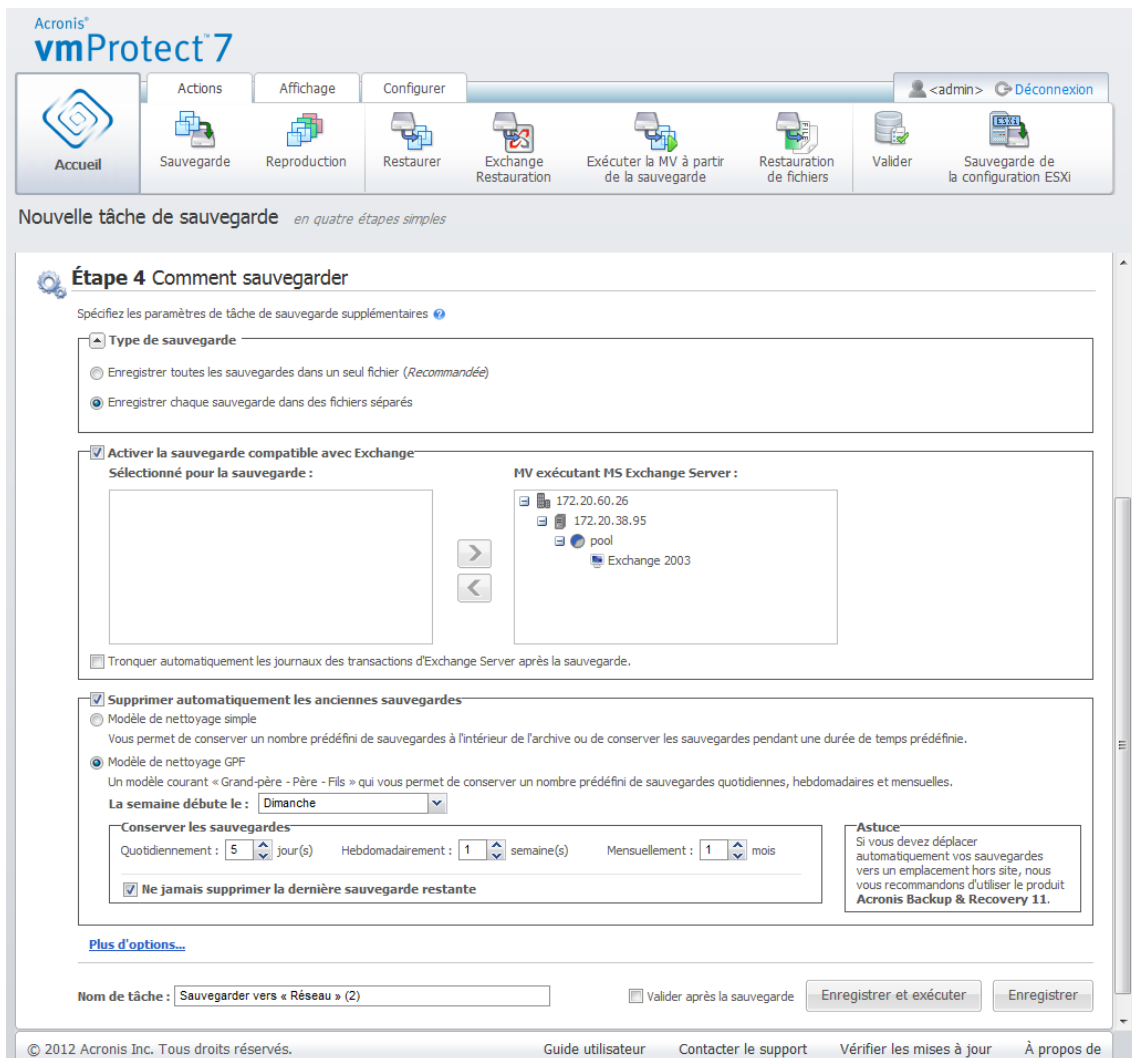 Acronis®
vmProtect™7
Actions
Affichage
Configurer
<admin>
Déconnexion
Accueil
Sauvegarde
Reproduction
Restaurer
Exchange
Restauration
Exécuter la MV à partir
de la sauvegarde
Restauration
de fichiers
Valider
ESXi
Sauvegarde de
la configuration ESXi
Nouvelle tâche de sauvegarde en quatre étapes simples
Étape 4 Comment sauvegarder
Spécifiez les paramètres de tâche de sauvegarde supplémentaires ?
Type de sauvegarde
Enregistrer toutes les sauvegardes dans un seul fichier (Recommandée)
Enregistrer chaque sauvegarde dans des fichiers séparés
Activer la sauvegarde compatible avec Exchange
Sélectionné pour la sauvegarde :
MV exécutant MS Exchange Server :
172.20.60.26
172.20.38.95
pool
Exchange 2003
Tronquer automatiquement les journaux des transactions d'Exchange Server après la sauvegarde.
Supprimer automatiquement les anciennes sauvegardes
Modèle de nettoyage simple
Vous permet de conserver un nombre prédéfini de sauvegardes à l'intérieur de l'archive ou de conserver les sauvegardes pendant une durée de temps prédéfinie.
Modèle de nettoyage GPF
Un modèle courant « Grand-père - Père - Fils » qui vous permet de conserver un nombre prédéfini de sauvegardes quotidiennes, hebdomadaires et mensuelles.
La semaine débute le : Dimanche
Conserver les sauvegardes
Quotidiennement : 5 jour(s) Hebdomadairement : 1 semaine(s) Mensuellement : 1 mois
Ne jamais supprimer la dernière sauvegarde restante
Astuce
Si vous devez déplacer
automatiquement vos sauvegardes
vers un emplacement hors site, nous
vous recommandons d'utiliser le produit
Acronis Backup & Recovery 11.
Plus d'options...
Nom de tâche : Sauvegarder vers « Réseau » (2)
Valider après la sauvegarde
Enregistrer et exécuter
Enregistrer
© 2012 Acronis Inc. Tous droits réservés.
Guide utilisateur
Contacter le support
Vérifier les mises à jour
À propos de